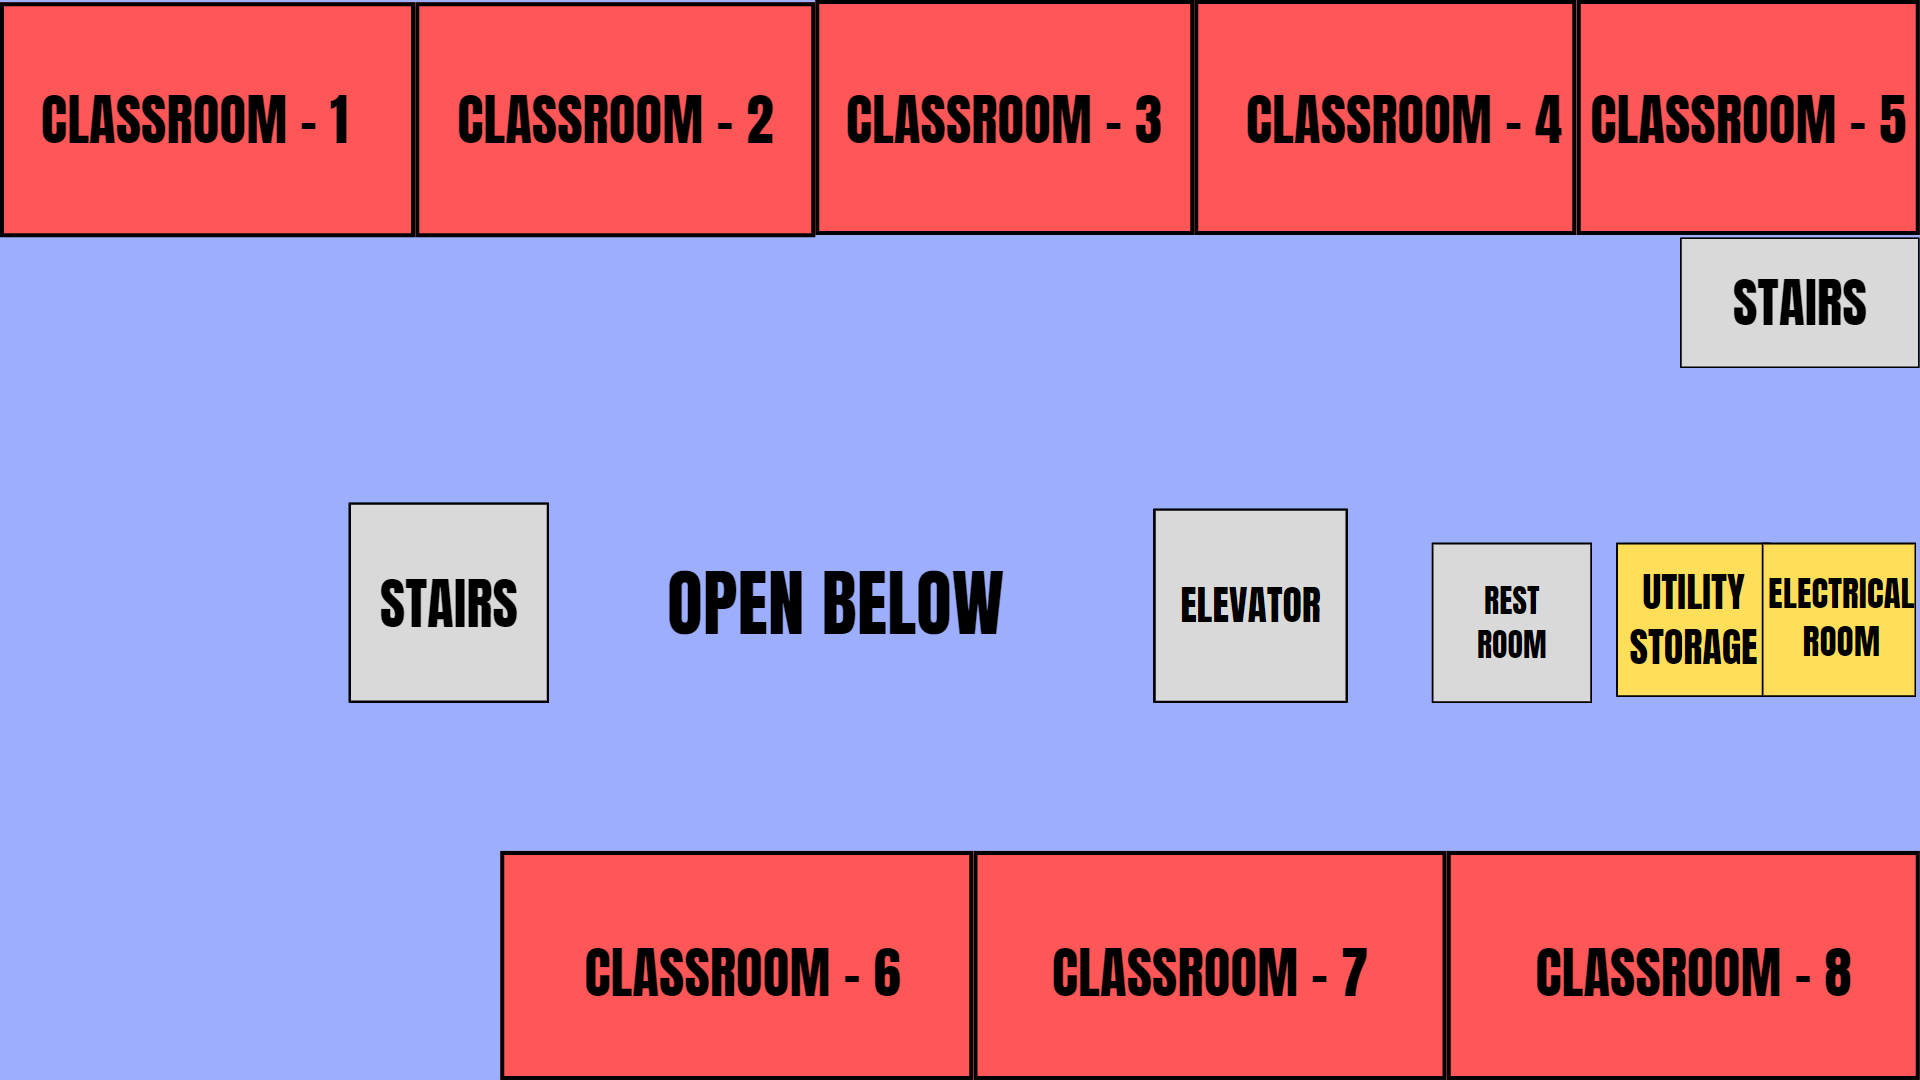 CLASSROOM - 1
CLASSROOM - 2
CLASSROOM - 3
CLASSROOM - 4
CLASSROOM - 5
STAIRS
STAIRS
OPEN BELOW
ELEVATOR
REST
ROOM
UTILITY
STORAGE
ELECTRICAL
ROOM
CLASSROOM - 6
CLASSROOM - 7
CLASSROOM - 8